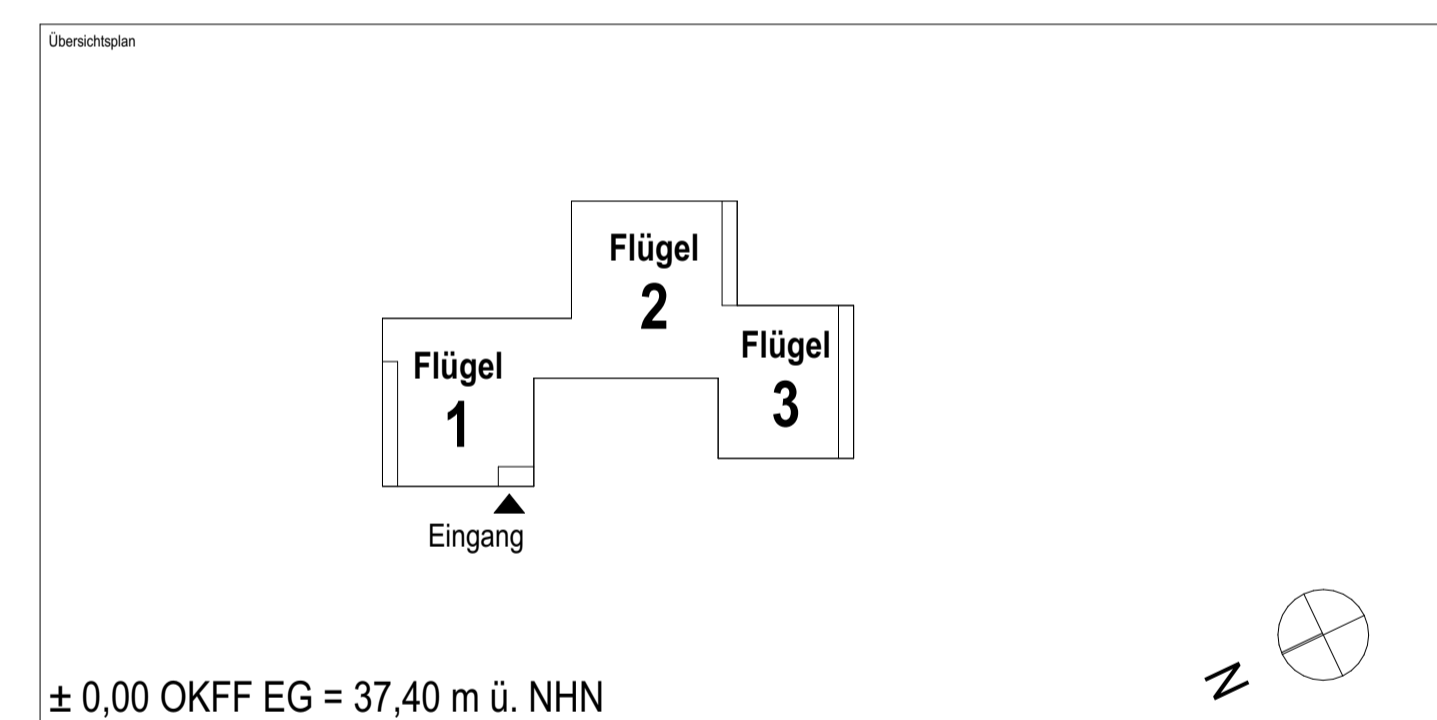 Übersichtsplan
Flügel
2
Flügel
3
Flügel
1
Eingang
N
± 0,00 OKFF EG = 37,40 m ü. NHN